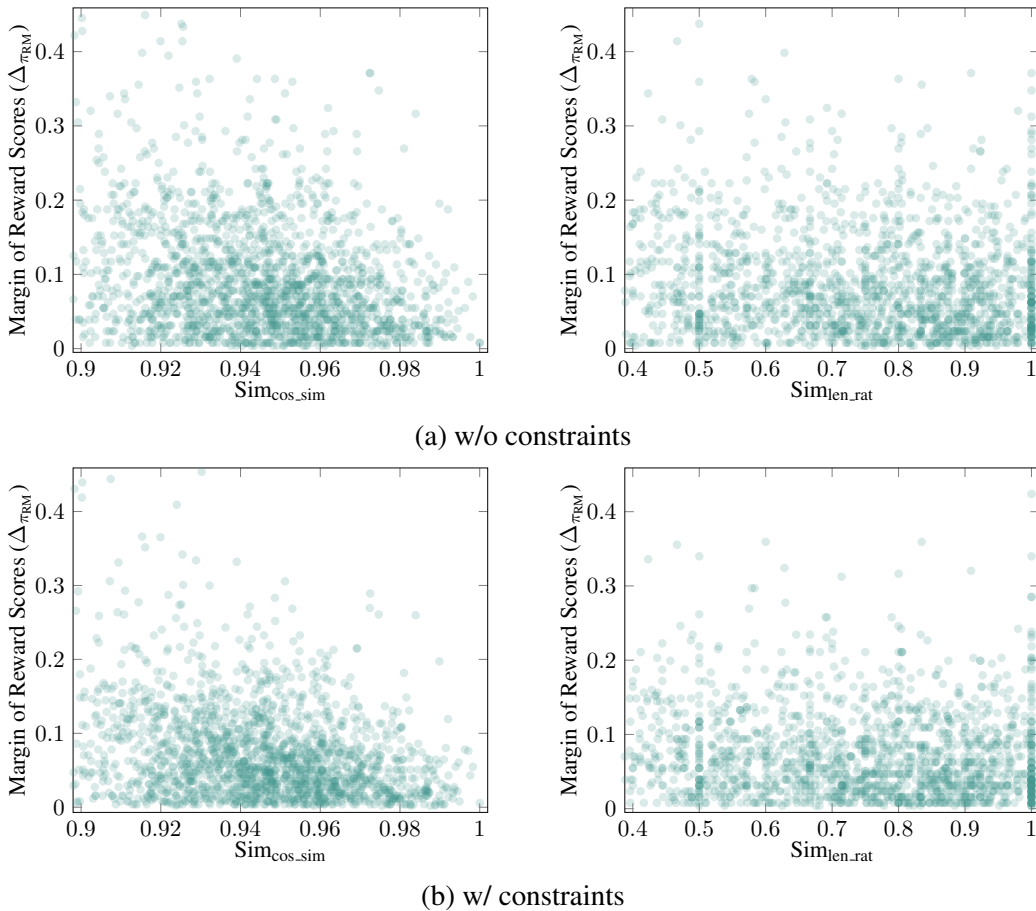 Margin of Reward Scores (Δ_{π_RM})
0.4
0.3
0.2
0.1
0
0.9 0.92 0.94 0.96 0.98 1
Sim_{cos_sim}
Margin of Reward Scores (Δ_{π_RM})
0.4
0.3
0.2
0.1
0
0.4 0.5 0.6 0.7 0.8 0.9 1
Sim_{len_rat}
(a) w/o constraints
Margin of Reward Scores (Δ_{π_RM})
0.4
0.3
0.2
0.1
0
0.9 0.92 0.94 0.96 0.98 1
Sim_{cos_sim}
Margin of Reward Scores (Δ_{π_RM})
0.4
0.3
0.2
0.1
0
0.4 0.5 0.6 0.7 0.8 0.9 1
Sim_{len_rat}
(b) w/ constraints